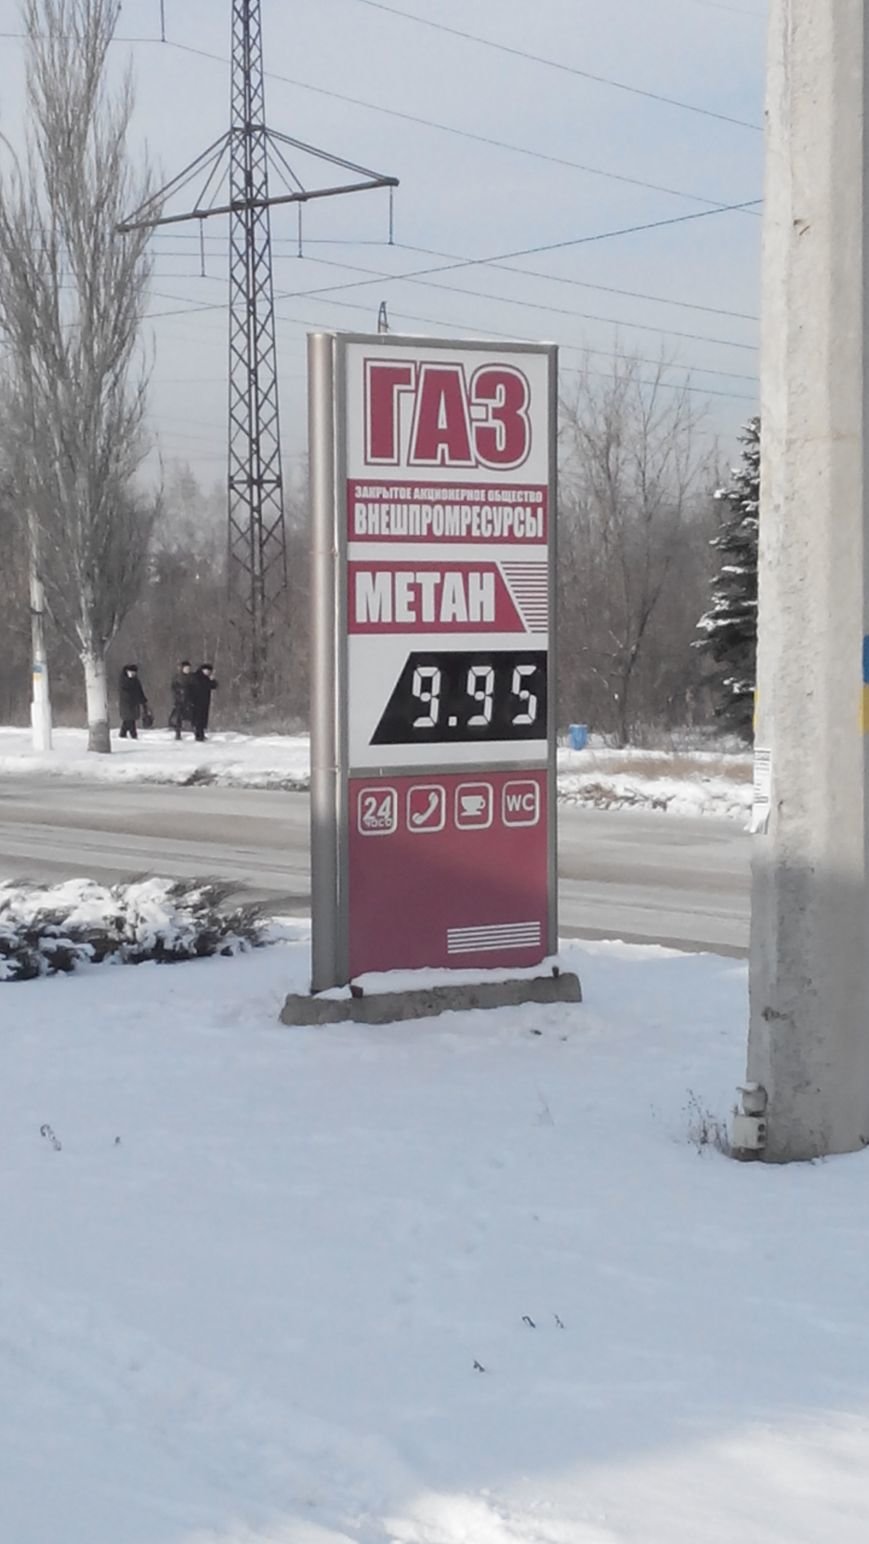 ГАЗ
ЗАКРЫТОЕ АКЦИОНЕРНОЕ ОБЩЕСТВО
ВНЕШПРОМРЕСУРСЫ
МЕТАН
9.95
24 WC